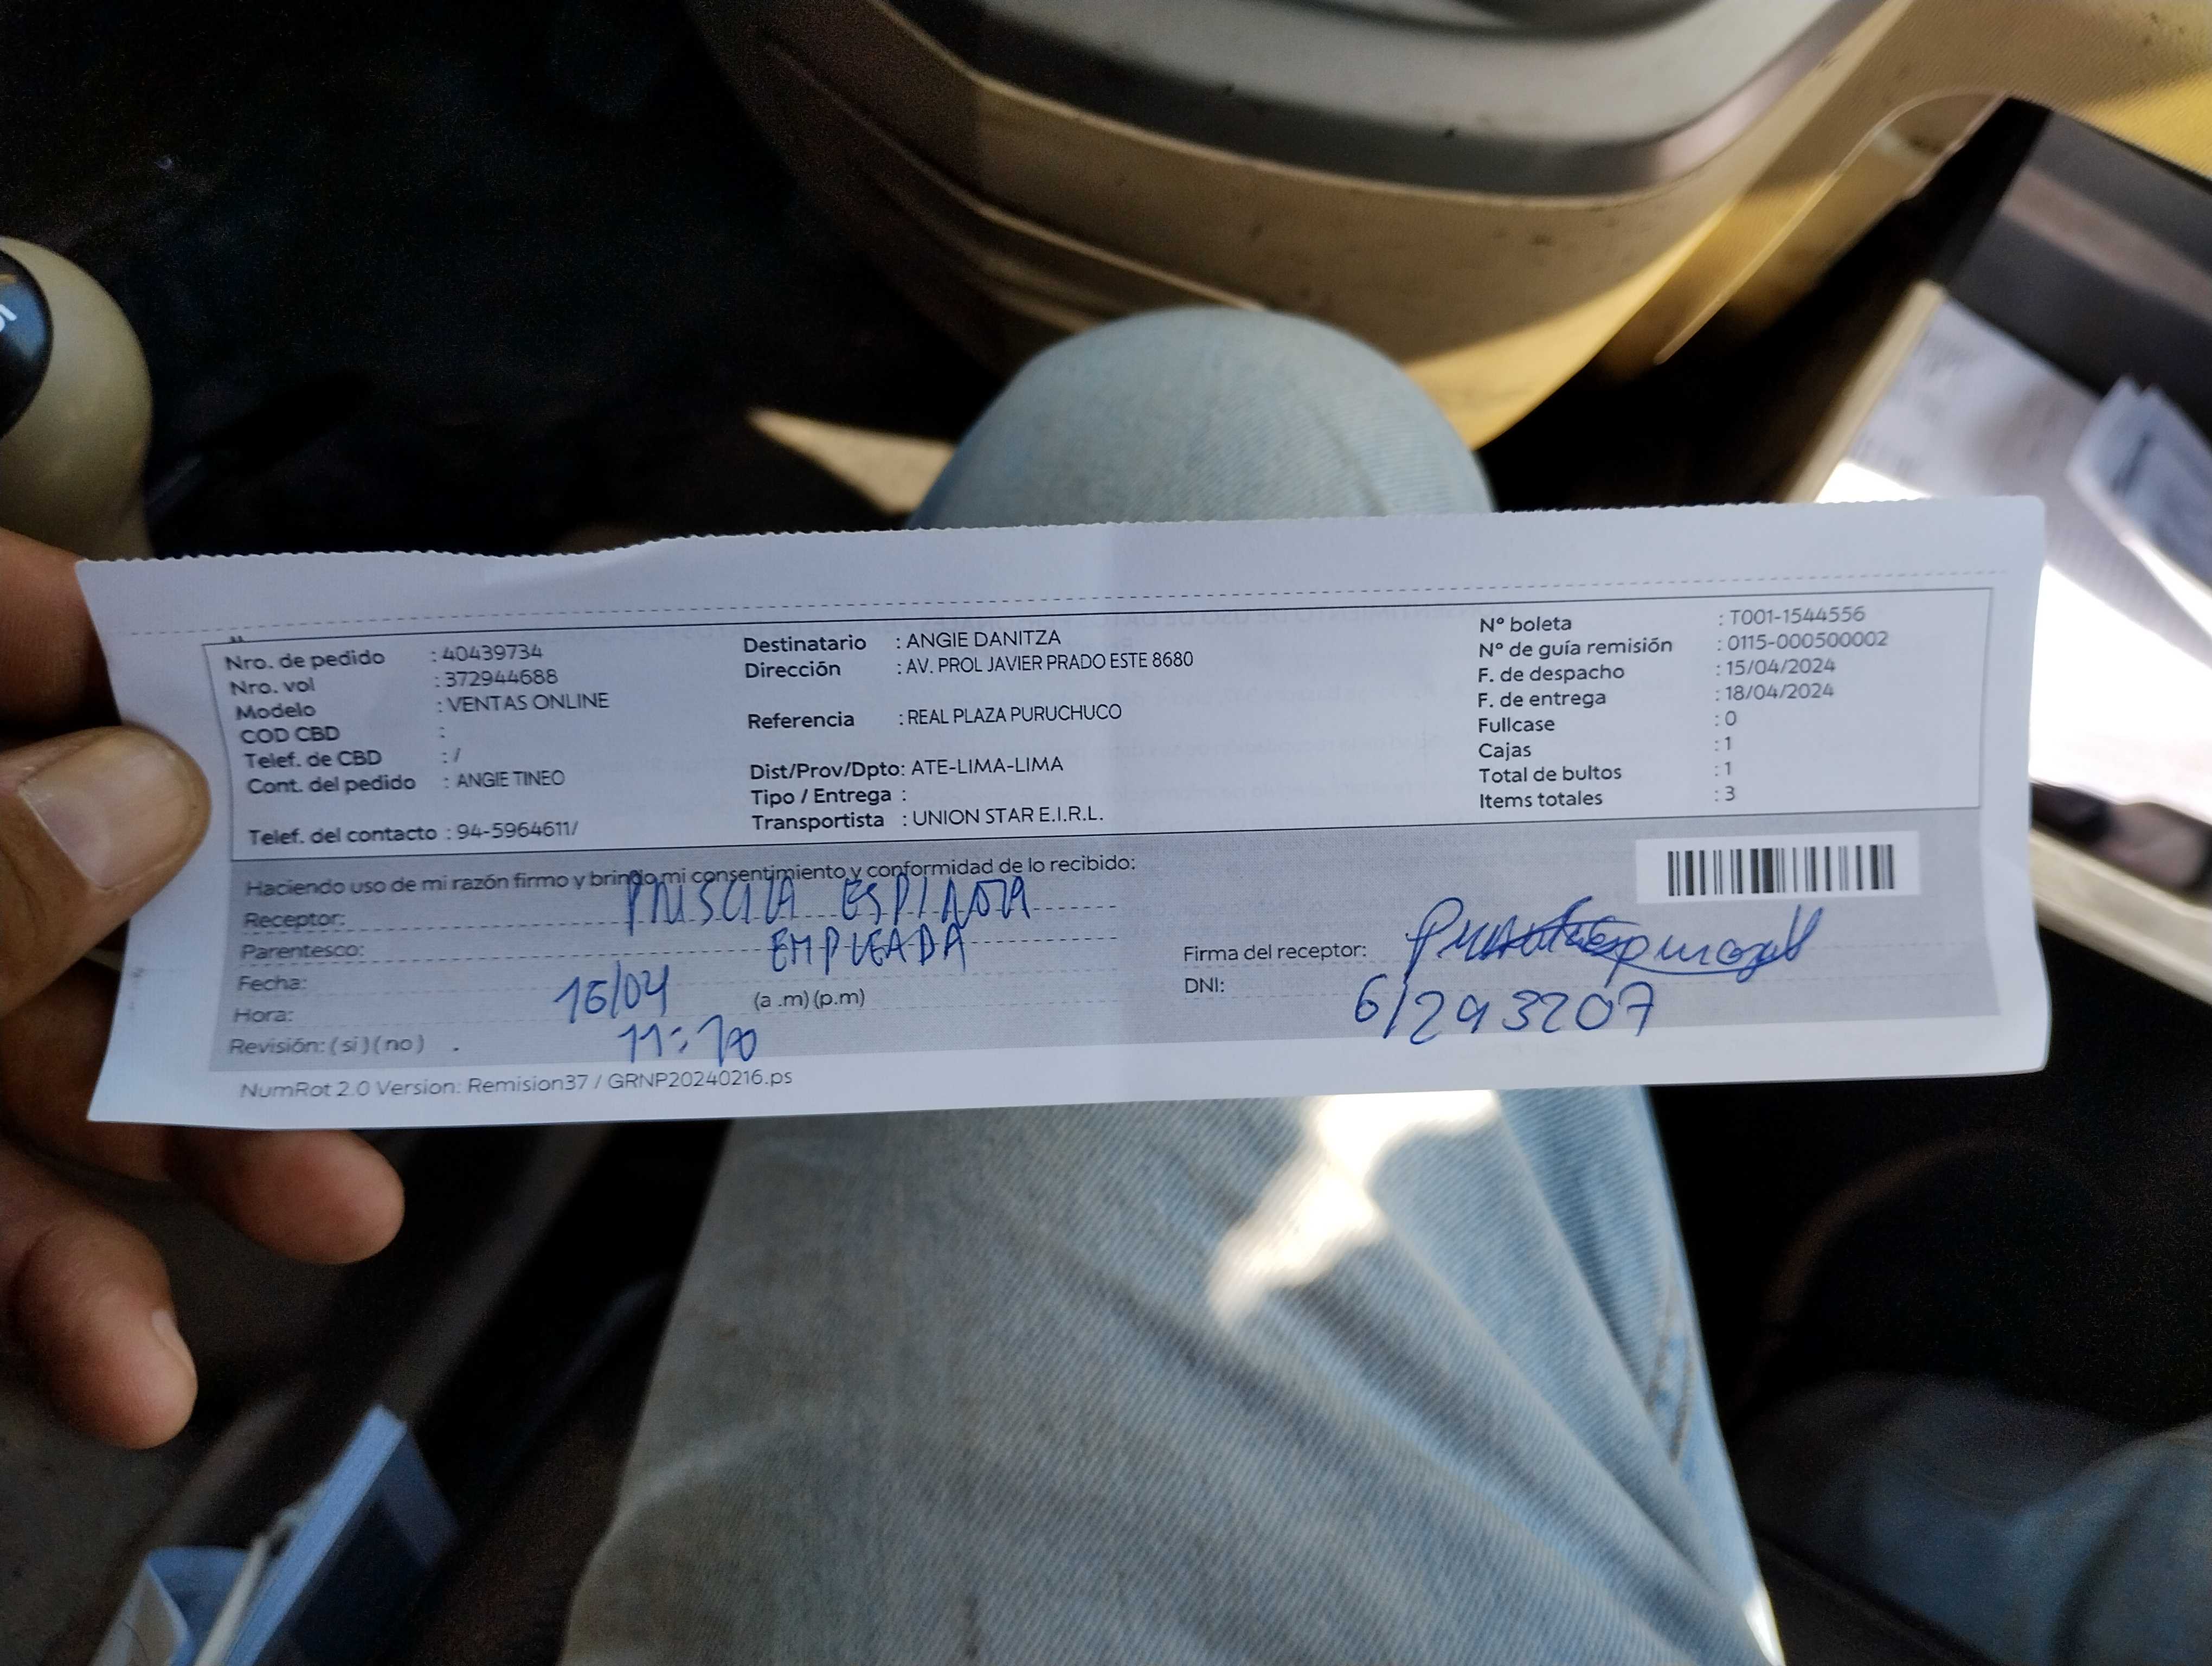 Nro. de pedido : 40439734
Nro. vol : 372944688
Modelo : VENTAS ONLINE
COD CBD :
Telef. de CBD : /
Cont. del pedido : ANGIE TINEO
Telef. del contacto : 94-5964611/
Destinatario : ANGIE DANITZA
Dirección : AV. PROL JAVIER PRADO ESTE 8680
Referencia : REAL PLAZA PURUCHUCO
Dist/Prov/Dpto: ATE-LIMA-LIMA
Tipo / Entrega :
Transportista : UNION STAR E.I.R.L.
N° boleta : T001-1544556
N° de guía remisión : 0115-000500002
F. de despacho : 15/04/2024
F. de entrega : 18/04/2024
Fullcase : 0
Cajas : 1
Total de bultos : 1
Items totales : 3
Haciendo uso de mi razón firmo y brindo mi consentimiento y conformidad de lo recibido:
Receptor: PRISCILA ESPINOZA
Parentesco: EMPLEADA
Fecha: 16/04
Hora: 11:10 (a .m) (p.m)
Revisión: ( si ) ( no ) .
Firma del receptor:
DNI: 61293207
NumRot 2.0 Version: Remision37 / GRNP20240216.ps